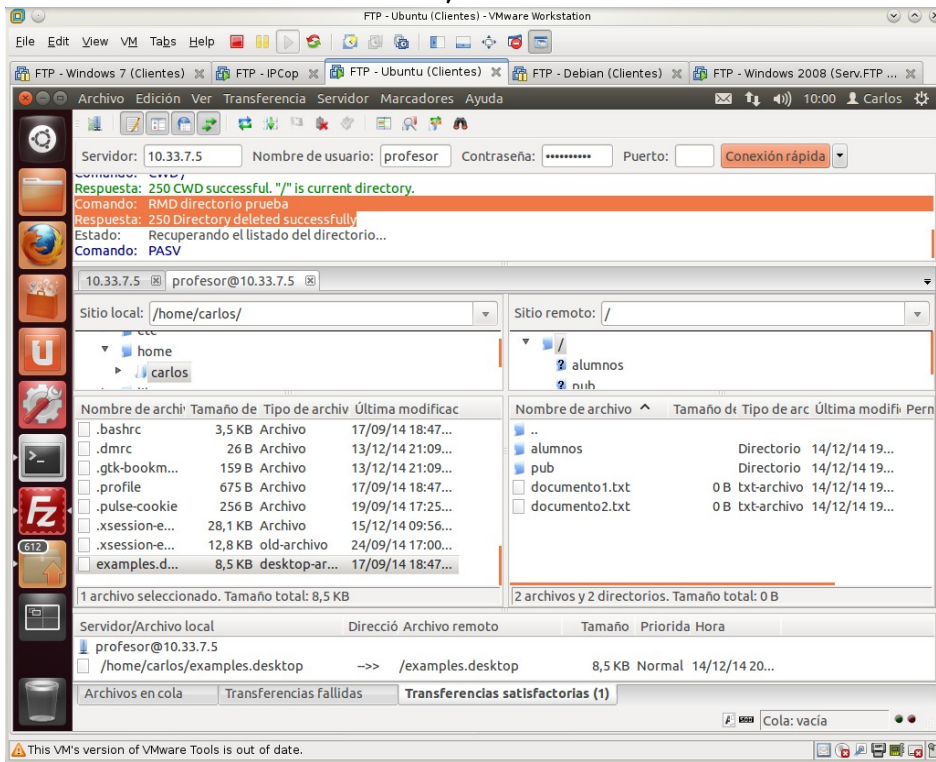 FTP - Ubuntu (Clientes) - VMware Workstation
File Edit View VM Tabs Help
FTP - Windows 7 (Clientes) FTP - IPCop FTP - Ubuntu (Clientes) FTP - Debian (Clientes) FTP - Windows 2008 (Serv.FTP ...
Archivo Edición Ver Transferencia Servidor Marcadores Ayuda 10:00 Carlos
Servidor: 10.33.7.5 Nombre de usuario: profesor Contraseña: •••••••••• Puerto: Conexión rápida
Comando: CWD /
Respuesta: 250 CWD successful. "/" is current directory.
Comando: RMD directorio prueba
Respuesta: 250 Directory deleted successfully
Estado: Recuperando el listado del directorio...
Comando: PASV
10.33.7.5 profesor@10.33.7.5
Sitio local: /home/carlos/ Sitio remoto: /
etc
home /
carlos alumnos
pub
Nombre de archiv Tamaño de Tipo de archiv Última modificac Nombre de archivo Tamaño de Tipo de arc Última modifi Perm
.bashrc 3,5 KB Archivo 17/09/14 18:47... ..
.dmrc 26 B Archivo 13/12/14 21:09... alumnos Directorio 14/12/14 19...
.gtk-bookm... 159 B Archivo 13/12/14 21:09... pub Directorio 14/12/14 19...
.profile 675 B Archivo 17/09/14 18:47... documento1.txt 0 B txt-archivo 14/12/14 19...
.pulse-cookie 256 B Archivo 19/09/14 17:25... documento2.txt 0 B txt-archivo 14/12/14 19...
.xsession-e... 28,1 KB Archivo 15/12/14 09:56...
.xsession-e... 12,8 KB old-archivo 24/09/14 17:00...
612
examples.d... 8,5 KB desktop-ar... 17/09/14 18:47...
1 archivo seleccionado. Tamaño total: 8,5 KB 2 archivos y 2 directorios. Tamaño total: 0 B
Servidor/Archivo local Direcció Archivo remoto Tamaño Priorida Hora
profesor@10.33.7.5
/home/carlos/examples.desktop -->> /examples.desktop 8,5 KB Normal 14/12/14 20...
Archivos en cola Transferencias fallidas Transferencias satisfactorias (1)
Cola: vacía
This VM's version of VMware Tools is out of date.